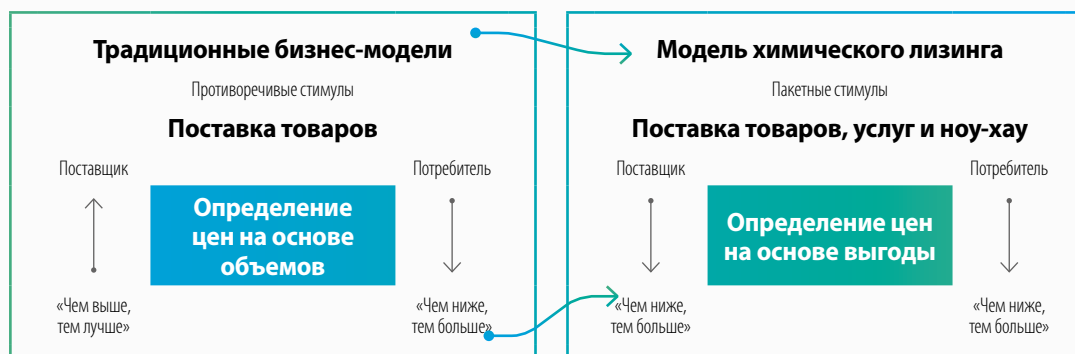 Традиционные бизнес-модели
Противоречивые стимулы
Поставка товаров
Поставщик
Потребитель
Определение
цен на основе
объемов
«Чем выше,
тем лучше»
«Чем ниже,
тем больше»
Модель химического лизинга
Пакетные стимулы
Поставка товаров, услуг и ноу-хау
Поставщик
Потребитель
Определение цен
на основе выгоды
«Чем ниже,
тем больше»
«Чем ниже,
тем больше»